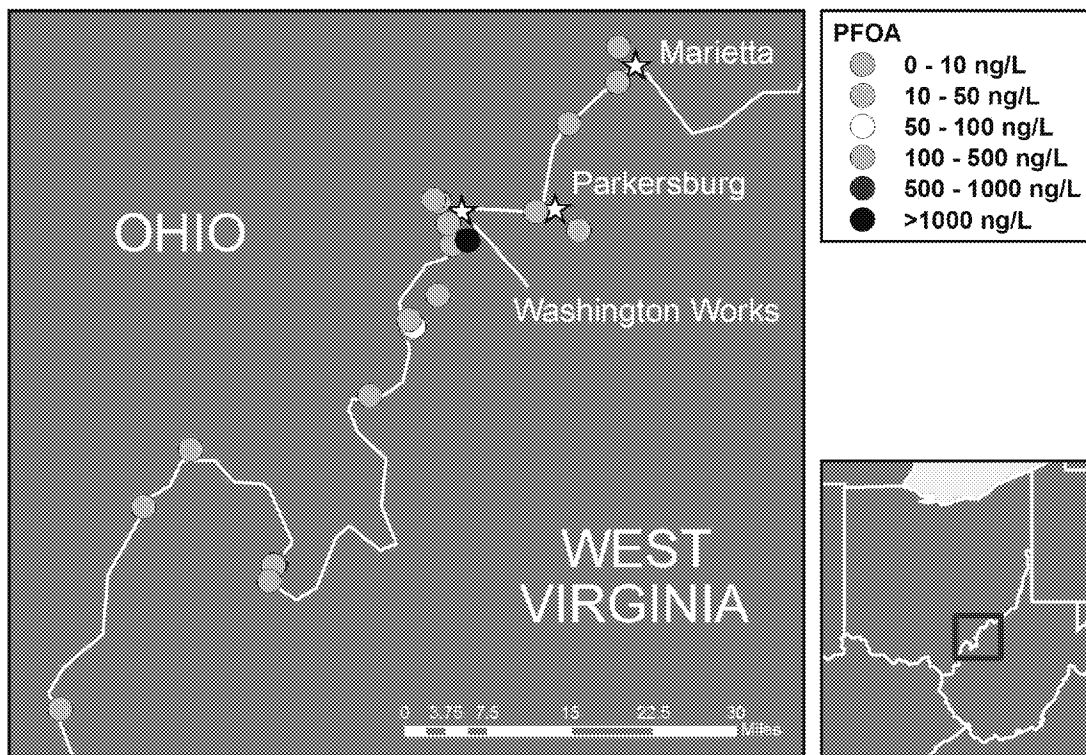 Marietta
Parkersburg
OHIO
Washington Works
WEST
VIRGINIA
0 3.75 7.5 15 22.5 30
Miles
PFOA
0 - 10 ng/L
10 - 50 ng/L
50 - 100 ng/L
100 - 500 ng/L
500 - 1000 ng/L
>1000 ng/L